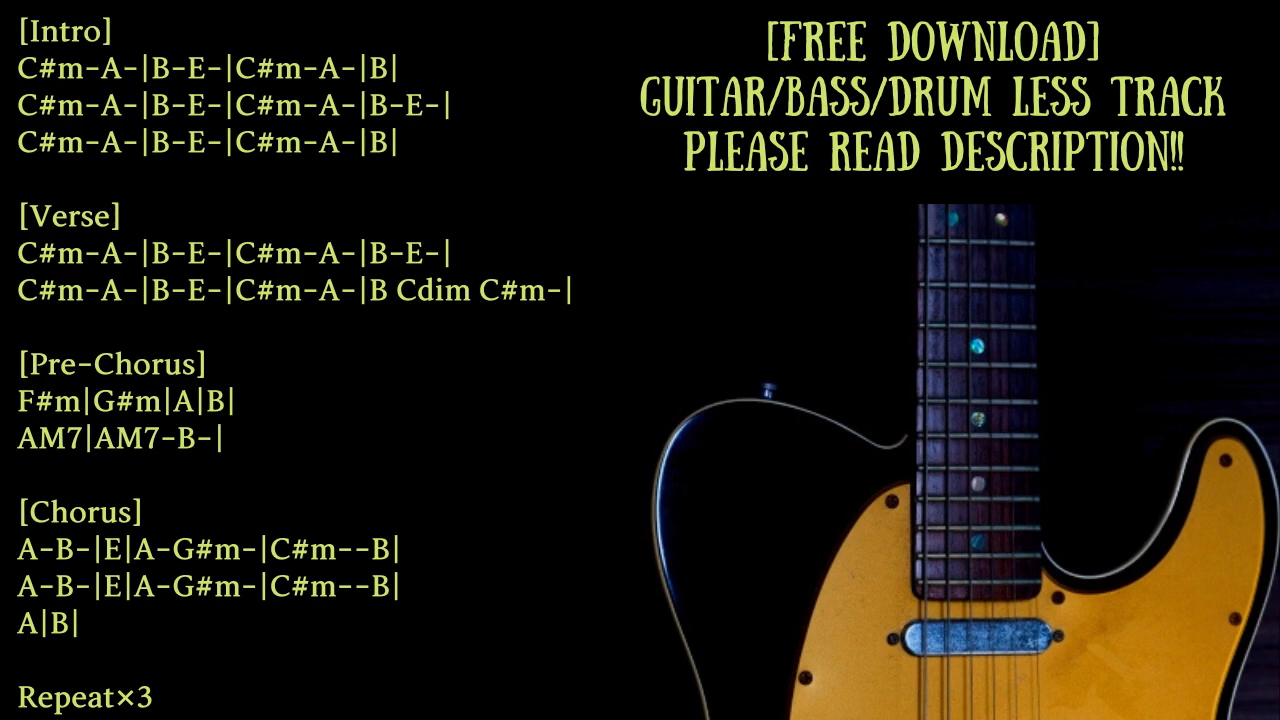 [Intro]
C#m-A-|B-E-|C#m-A-|B|
C#m-A-|B-E-|C#m-A-|B-E-|
C#m-A-|B-E-|C#m-A-|B|
[Verse]
C#m-A-|B-E-|C#m-A-|B-E-|
C#m-A-|B-E-|C#m-A-|B Cdim C#m-|
[Pre-Chorus]
F#m|G#m|A|B|
AM7|AM7-B-|
[Chorus]
A-B-|E|A-G#m-|C#m--B|
A-B-|E|A-G#m-|C#m--B|
A|B|
Repeat×3
[FREE DOWNLOAD]
GUITAR/BASS/DRUM LESS TRACK
PLEASE READ DESCRIPTION!!